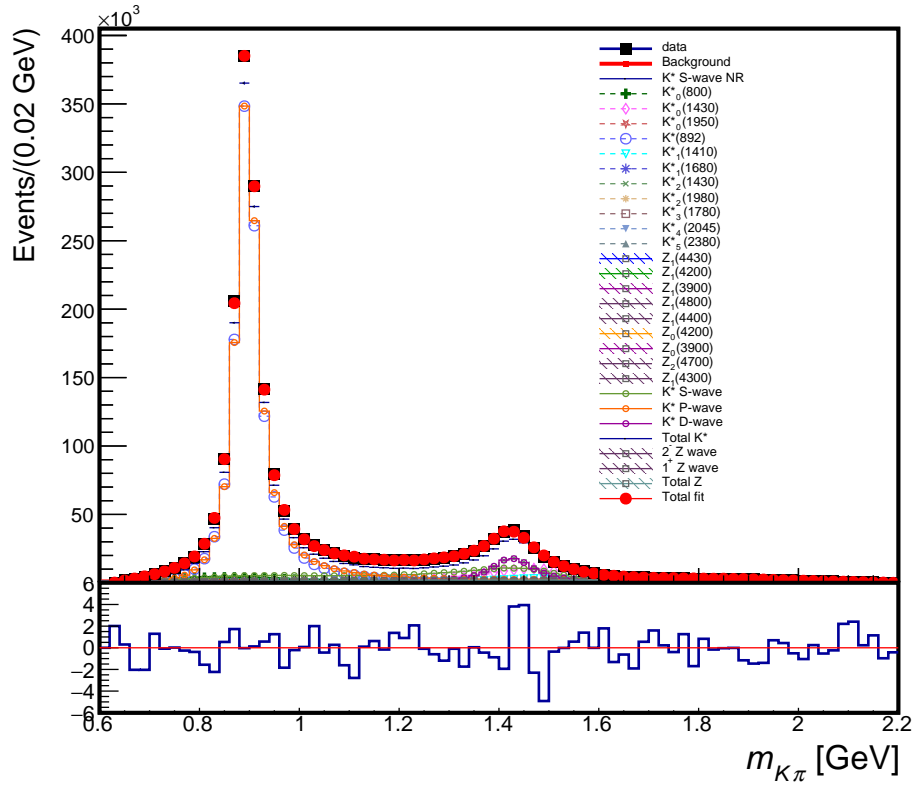 ×10³
Events/(0.02 GeV)
400
350
300
250
200
150
100
50
0
data
Background
K* S-wave NR
K*₀(800)
K*₀(1430)
K*₀(1950)
K*(892)
K*₁(1410)
K*₁(1680)
K*₂(1430)
K*₂(1980)
K*₃(1780)
K*₄(2045)
K*₅(2380)
Z₁(4430)
Z₁(4200)
Z₁(3900)
Z₁(4800)
Z₁(4400)
Z₀(4200)
Z₀(3900)
Z₂(4700)
Z₁(4300)
K* S-wave
K* P-wave
K* D-wave
Total K*
2⁻ Z wave
1⁺ Z wave
Total Z
Total fit
4
2
0
−2
−4
−6
0.6 0.8 1 1.2 1.4 1.6 1.8 2 2.2
m_Kπ [GeV]